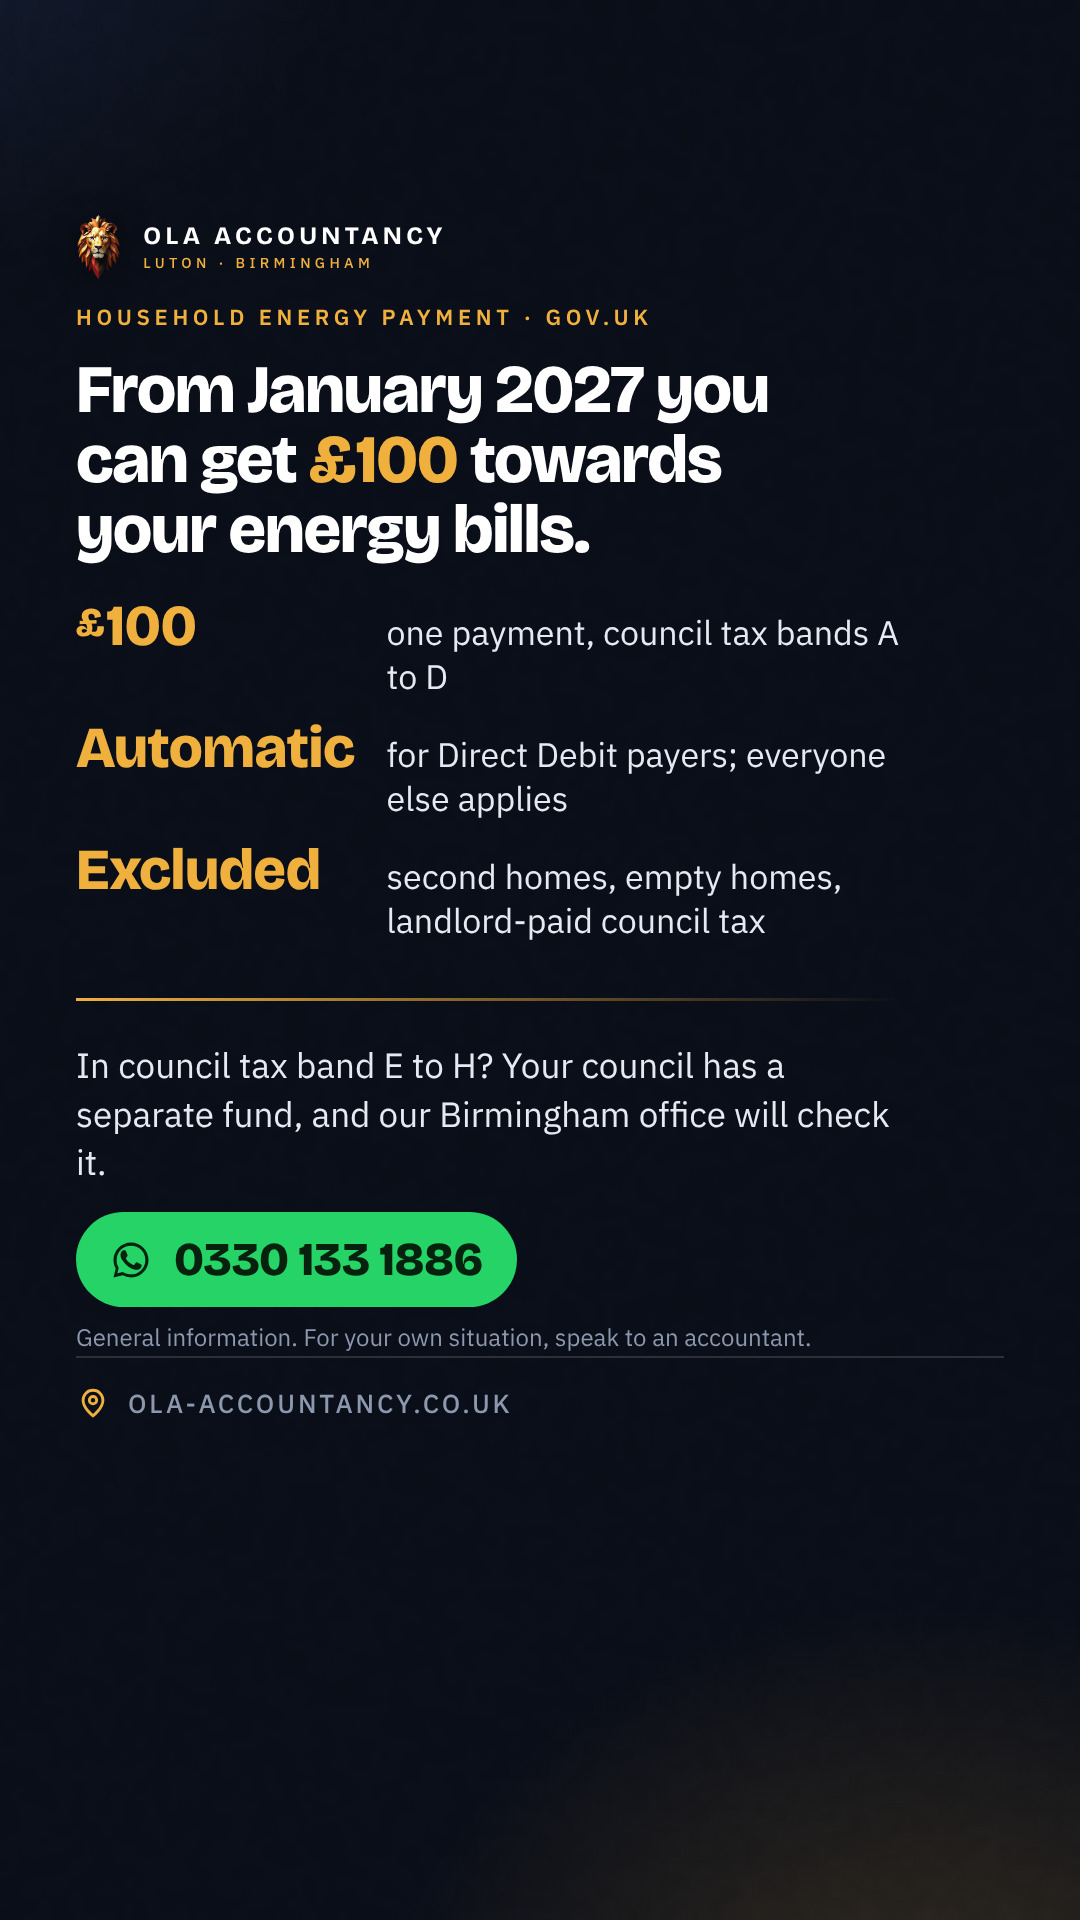 OLA ACCOUNTANCY
LUTON · BIRMINGHAM
HOUSEHOLD ENERGY PAYMENT · GOV.UK
From January 2027 you
can get £100 towards
your energy bills.
£100
one payment, council tax bands A
to D
Automatic
for Direct Debit payers; everyone
else applies
Excluded
second homes, empty homes,
landlord-paid council tax
In council tax band E to H? Your council has a
separate fund, and our Birmingham office will check
it.
0330 133 1886
General information. For your own situation, speak to an accountant.
OLA-ACCOUNTANCY.CO.UK